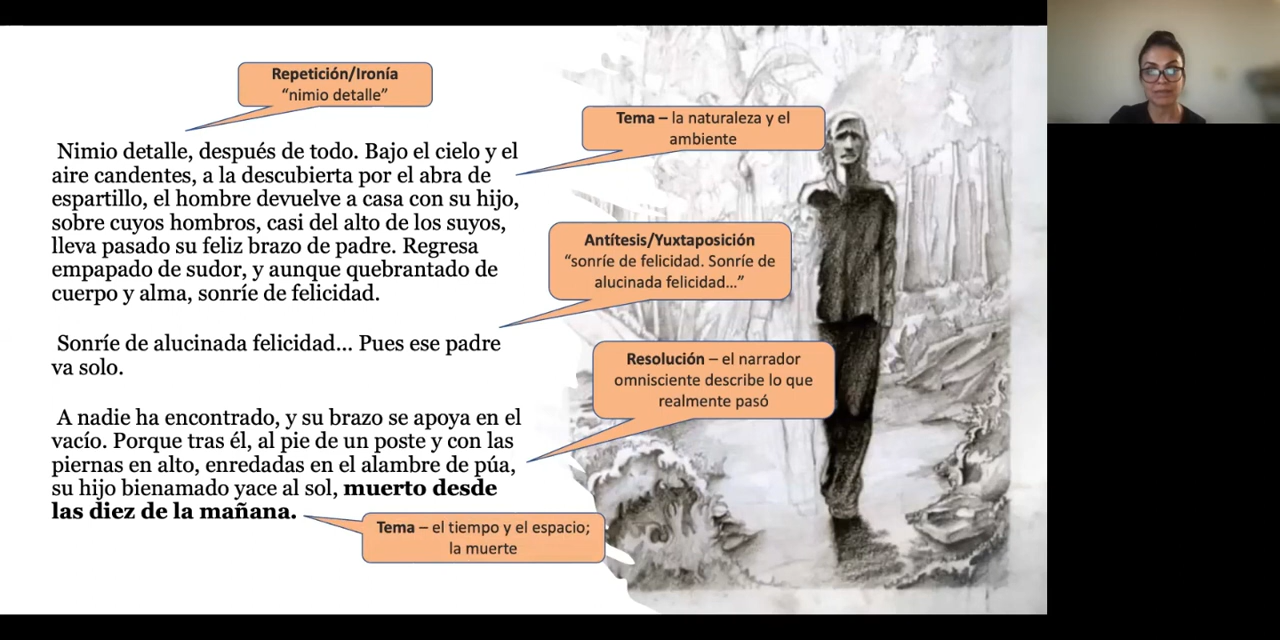 Repetición/Ironía
“nimio detalle”
Tema – la naturaleza y el
ambiente
Nimio detalle, después de todo. Bajo el cielo y el
aire candentes, a la descubierta por el abra de
espartillo, el hombre devuelve a casa con su hijo,
sobre cuyos hombros, casi del alto de los suyos,
lleva pasado su feliz brazo de padre. Regresa
empapado de sudor, y aunque quebrantado de
cuerpo y alma, sonríe de felicidad.
Antítesis/Yuxtaposición
“sonríe de felicidad. Sonríe de
alucinada felicidad...”
Sonríe de alucinada felicidad... Pues ese padre
va solo.
Resolución – el narrador
omnisciente describe lo que
realmente pasó
A nadie ha encontrado, y su brazo se apoya en el
vacío. Porque tras él, al pie de un poste y con las
piernas en alto, enredadas en el alambre de púa,
su hijo bienamado yace al sol, muerto desde
las diez de la mañana.
Tema – el tiempo y el espacio;
la muerte